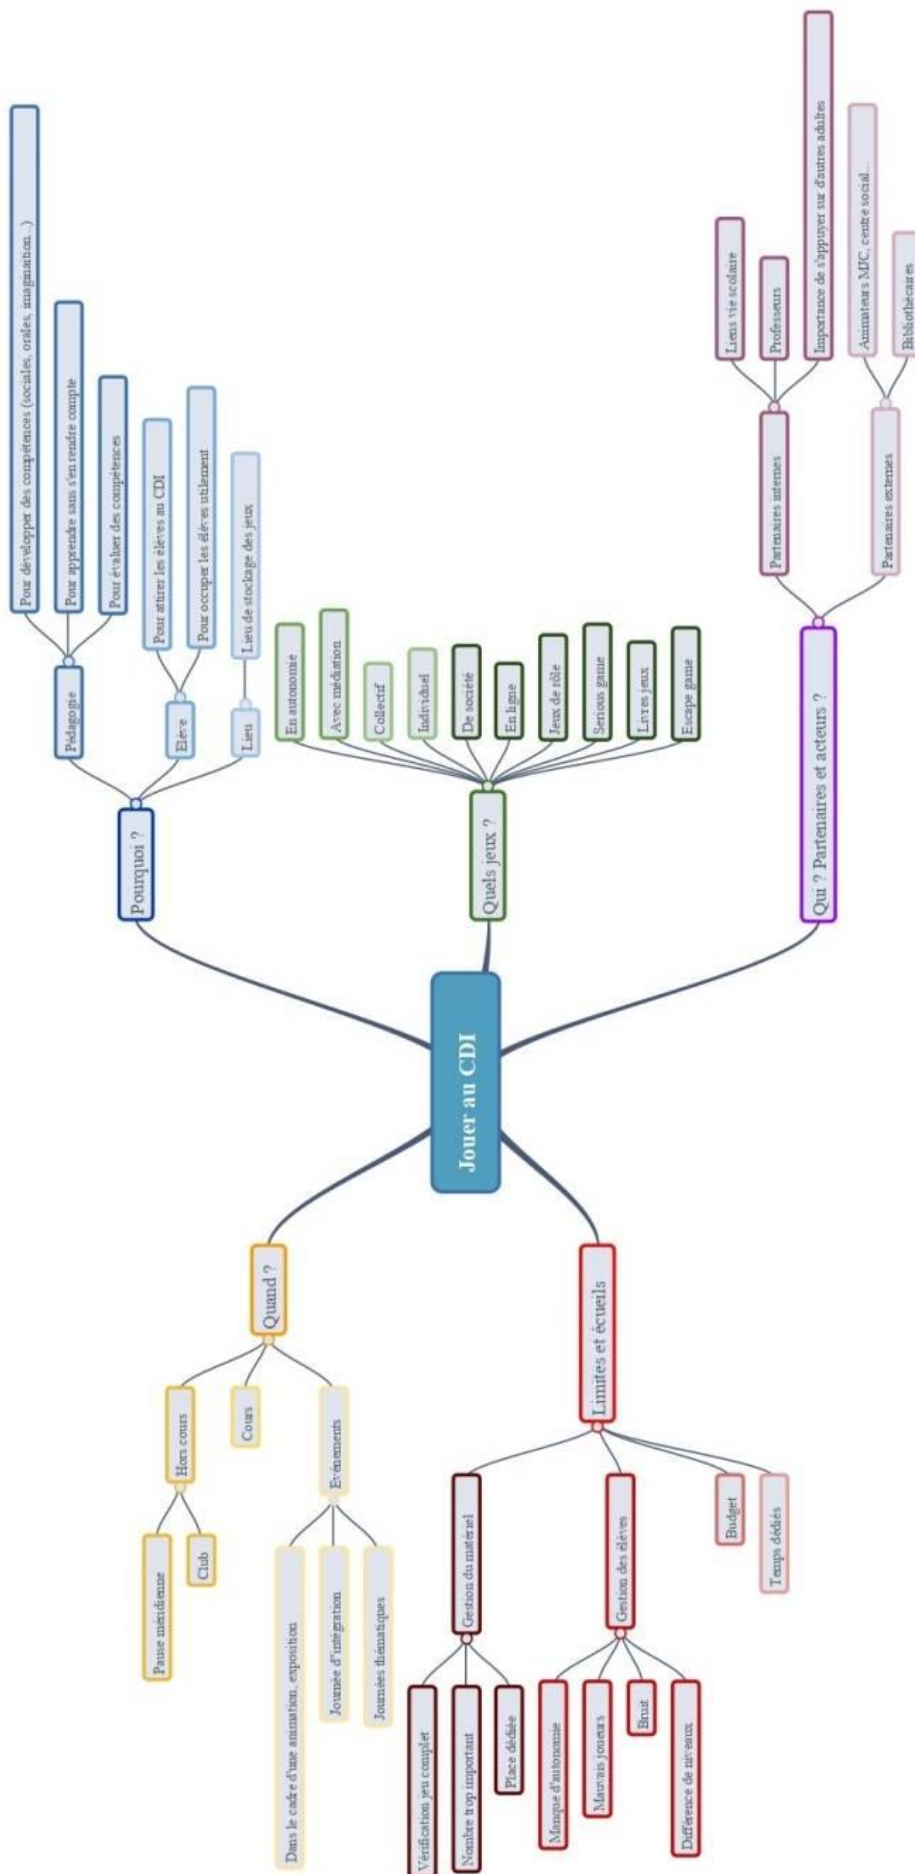 Jouer au CDI
Pourquoi ?
Pédagogie
Pour développer des compétences (sociales, orales, imagination...)
Pour apprendre sans s'en rendre compte
Pour évaluer des compétences
Elève
Pour attirer les élèves au CDI
Pour occuper les élèves utilement
Lieu
Lieu de stockage des jeux
Quels jeux ?
En autonomie
Avec médiation
Collectif
Individuel
De société
En ligne
Jeux de rôle
Serious game
Livres jeux
Escape game
Qui ? Partenaires et acteurs ?
Partenaires internes
Liens vie scolaire
Professeurs
Importance de s'appuyer sur d'autres adultes
Partenaires externes
Animateurs MJC, centre social...
Bibliothécaires
Quand ?
Hors cours
Pause méridienne
Club
Cours
Evénements
Dans le cadre d'une animation, exposition
Journée d'intégration
Journées thématiques
Limites et écueils
Gestion du matériel
Vérification jeu complet
Nombre trop important
Place dédiée
Gestion des élèves
Manque d'autonomie
Mauvais joueurs
Bruit
Différence de niveaux
Budget
Temps dédiés